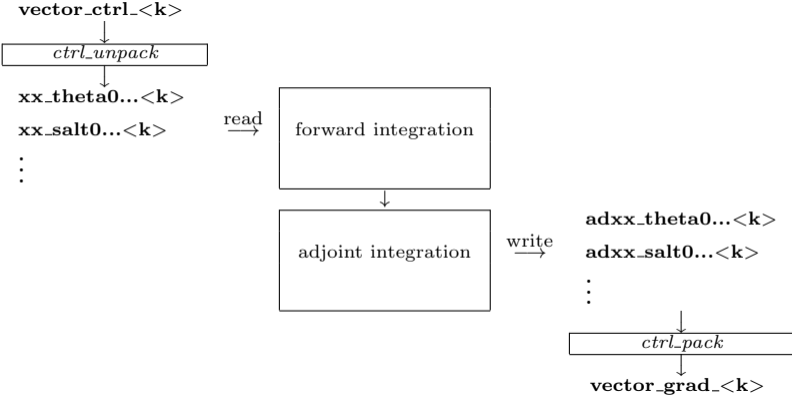 vector_ctrl_<k>
ctrl_unpack
xx_theta0...<k>
xx_salt0...<k>
⋮
read
→
forward integration
adjoint integration
write
→
adxx_theta0...<k>
adxx_salt0...<k>
⋮
ctrl_pack
vector_grad_<k>